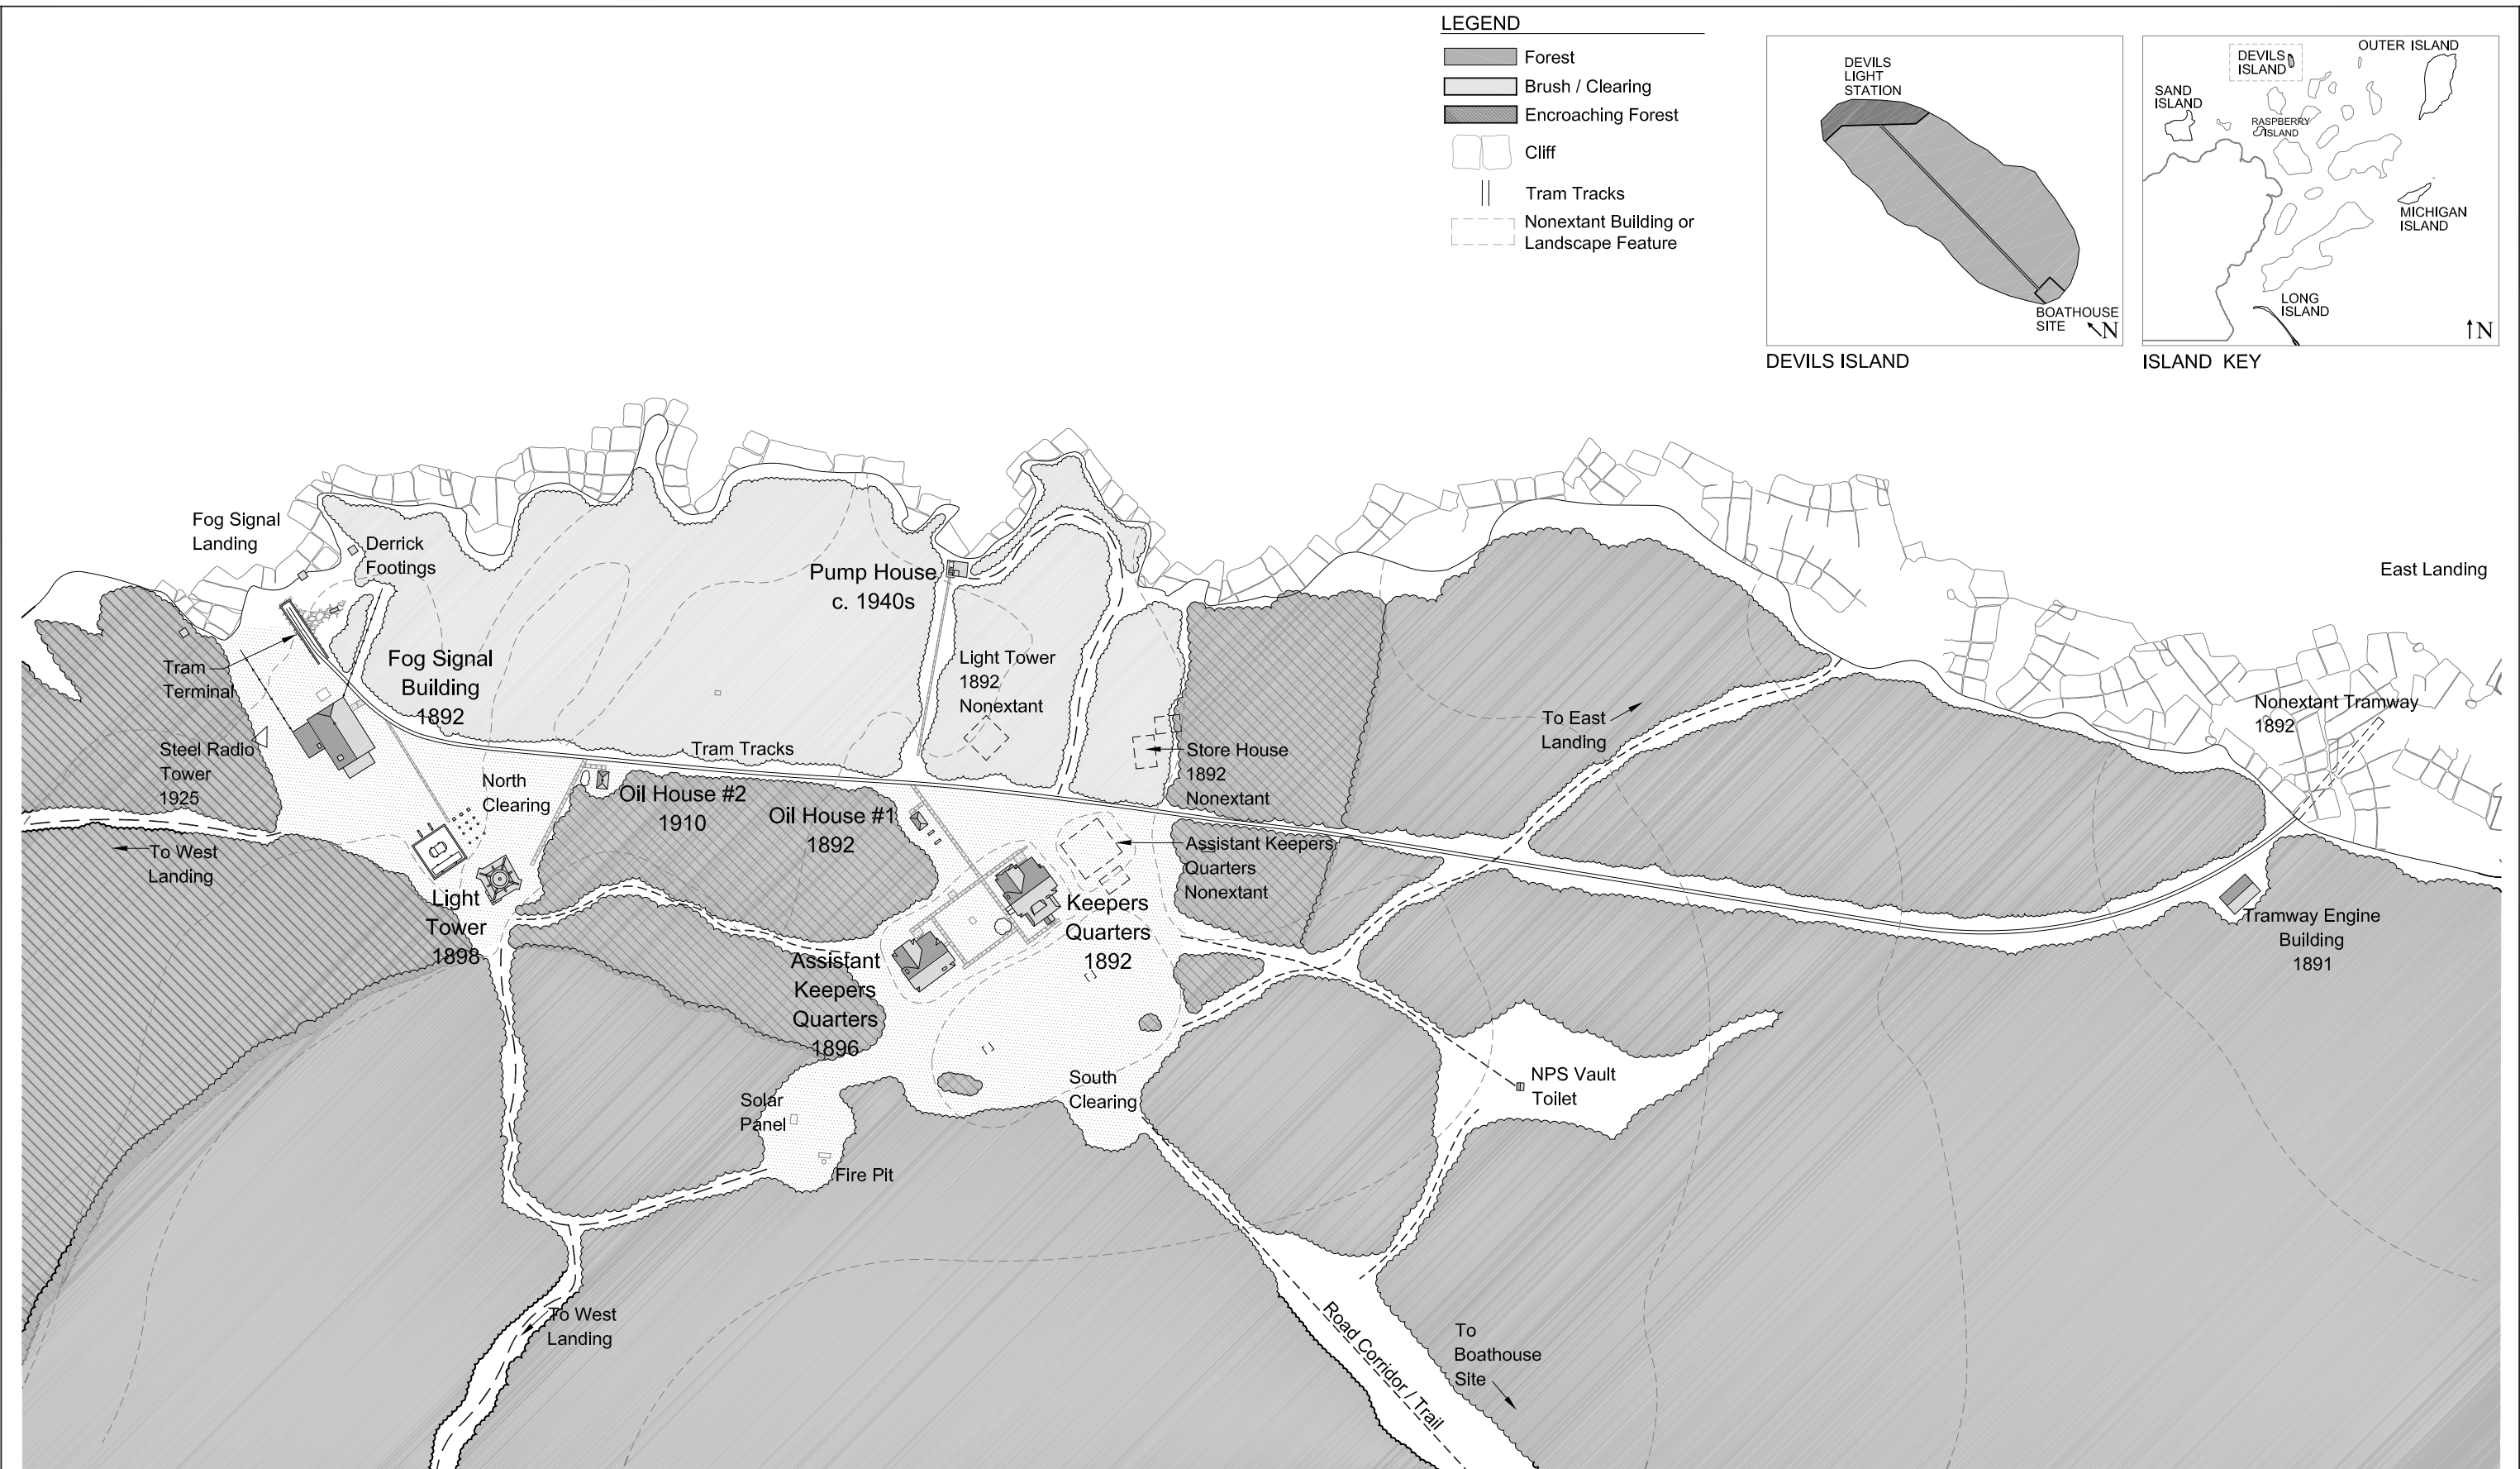 LEGEND
Forest
Brush / Clearing
Encroaching Forest
Cliff
Tram Tracks
Nonextant Building or
Landscape Feature
DEVILS
LIGHT
STATION
BOATHOUSE
SITE
N
DEVILS ISLAND
OUTER ISLAND
DEVILS
ISLAND
SAND
ISLAND
RASPBERRY
ISLAND
MICHIGAN
ISLAND
LONG
ISLAND
N
ISLAND KEY
Fog Signal
Landing
Derrick
Footings
Pump House
c. 1940s
East Landing
Tram
Terminal
Fog Signal
Building
1892
Light Tower
1892
Nonextant
Nonextant Tramway
1892
To East
Landing
Steel Radio
Tower
1925
Tram Tracks
Store House
1892
Nonextant
North
Clearing
Oil House #2
1910
Oil House #1
1892
To West
Landing
Assistant Keepers
Quarters
Nonextant
Light
Tower
1898
Keepers
Quarters
1892
Tramway Engine
Building
1891
Assistant
Keepers
Quarters
1896
South
Clearing
NPS Vault
Toilet
Solar
Panel
Fire Pit
To West
Landing
Road Corridor / Trail
To
Boathouse
Site